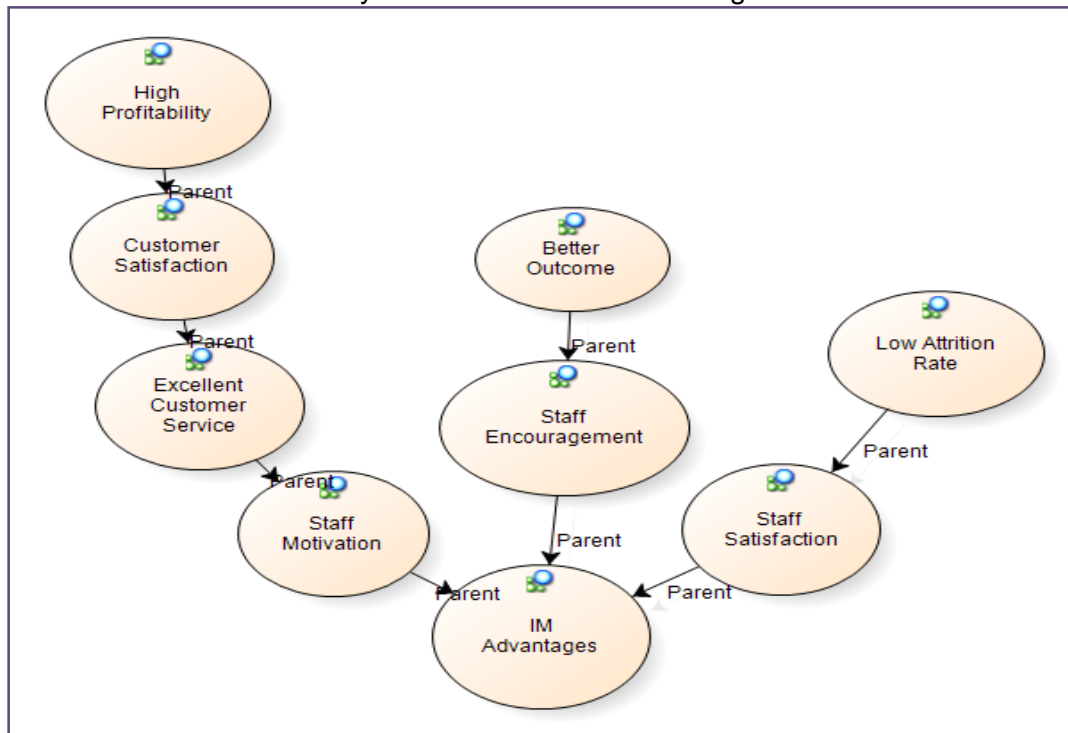 High
Profitability
Parent
Customer
Satisfaction
Parent
Excellent
Customer
Service
Parent
Staff
Motivation
Parent
Better
Outcome
Parent
Staff
Encouragement
Parent
Low Attrition
Rate
Parent
Staff
Satisfaction
Parent
IM
Advantages